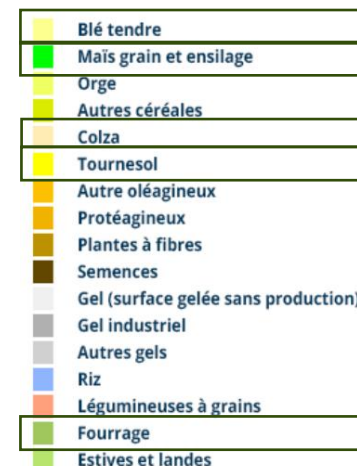 Blé tendre
Maïs grain et ensilage
Orge
Autres céréales
Colza
Tournesol
Autre oléagineux
Protéagineux
Plantes à fibres
Semences
Gel (surface gelée sans production)
Gel industriel
Autres gels
Riz
Légumineuses à grains
Fourrage
Estives et landes